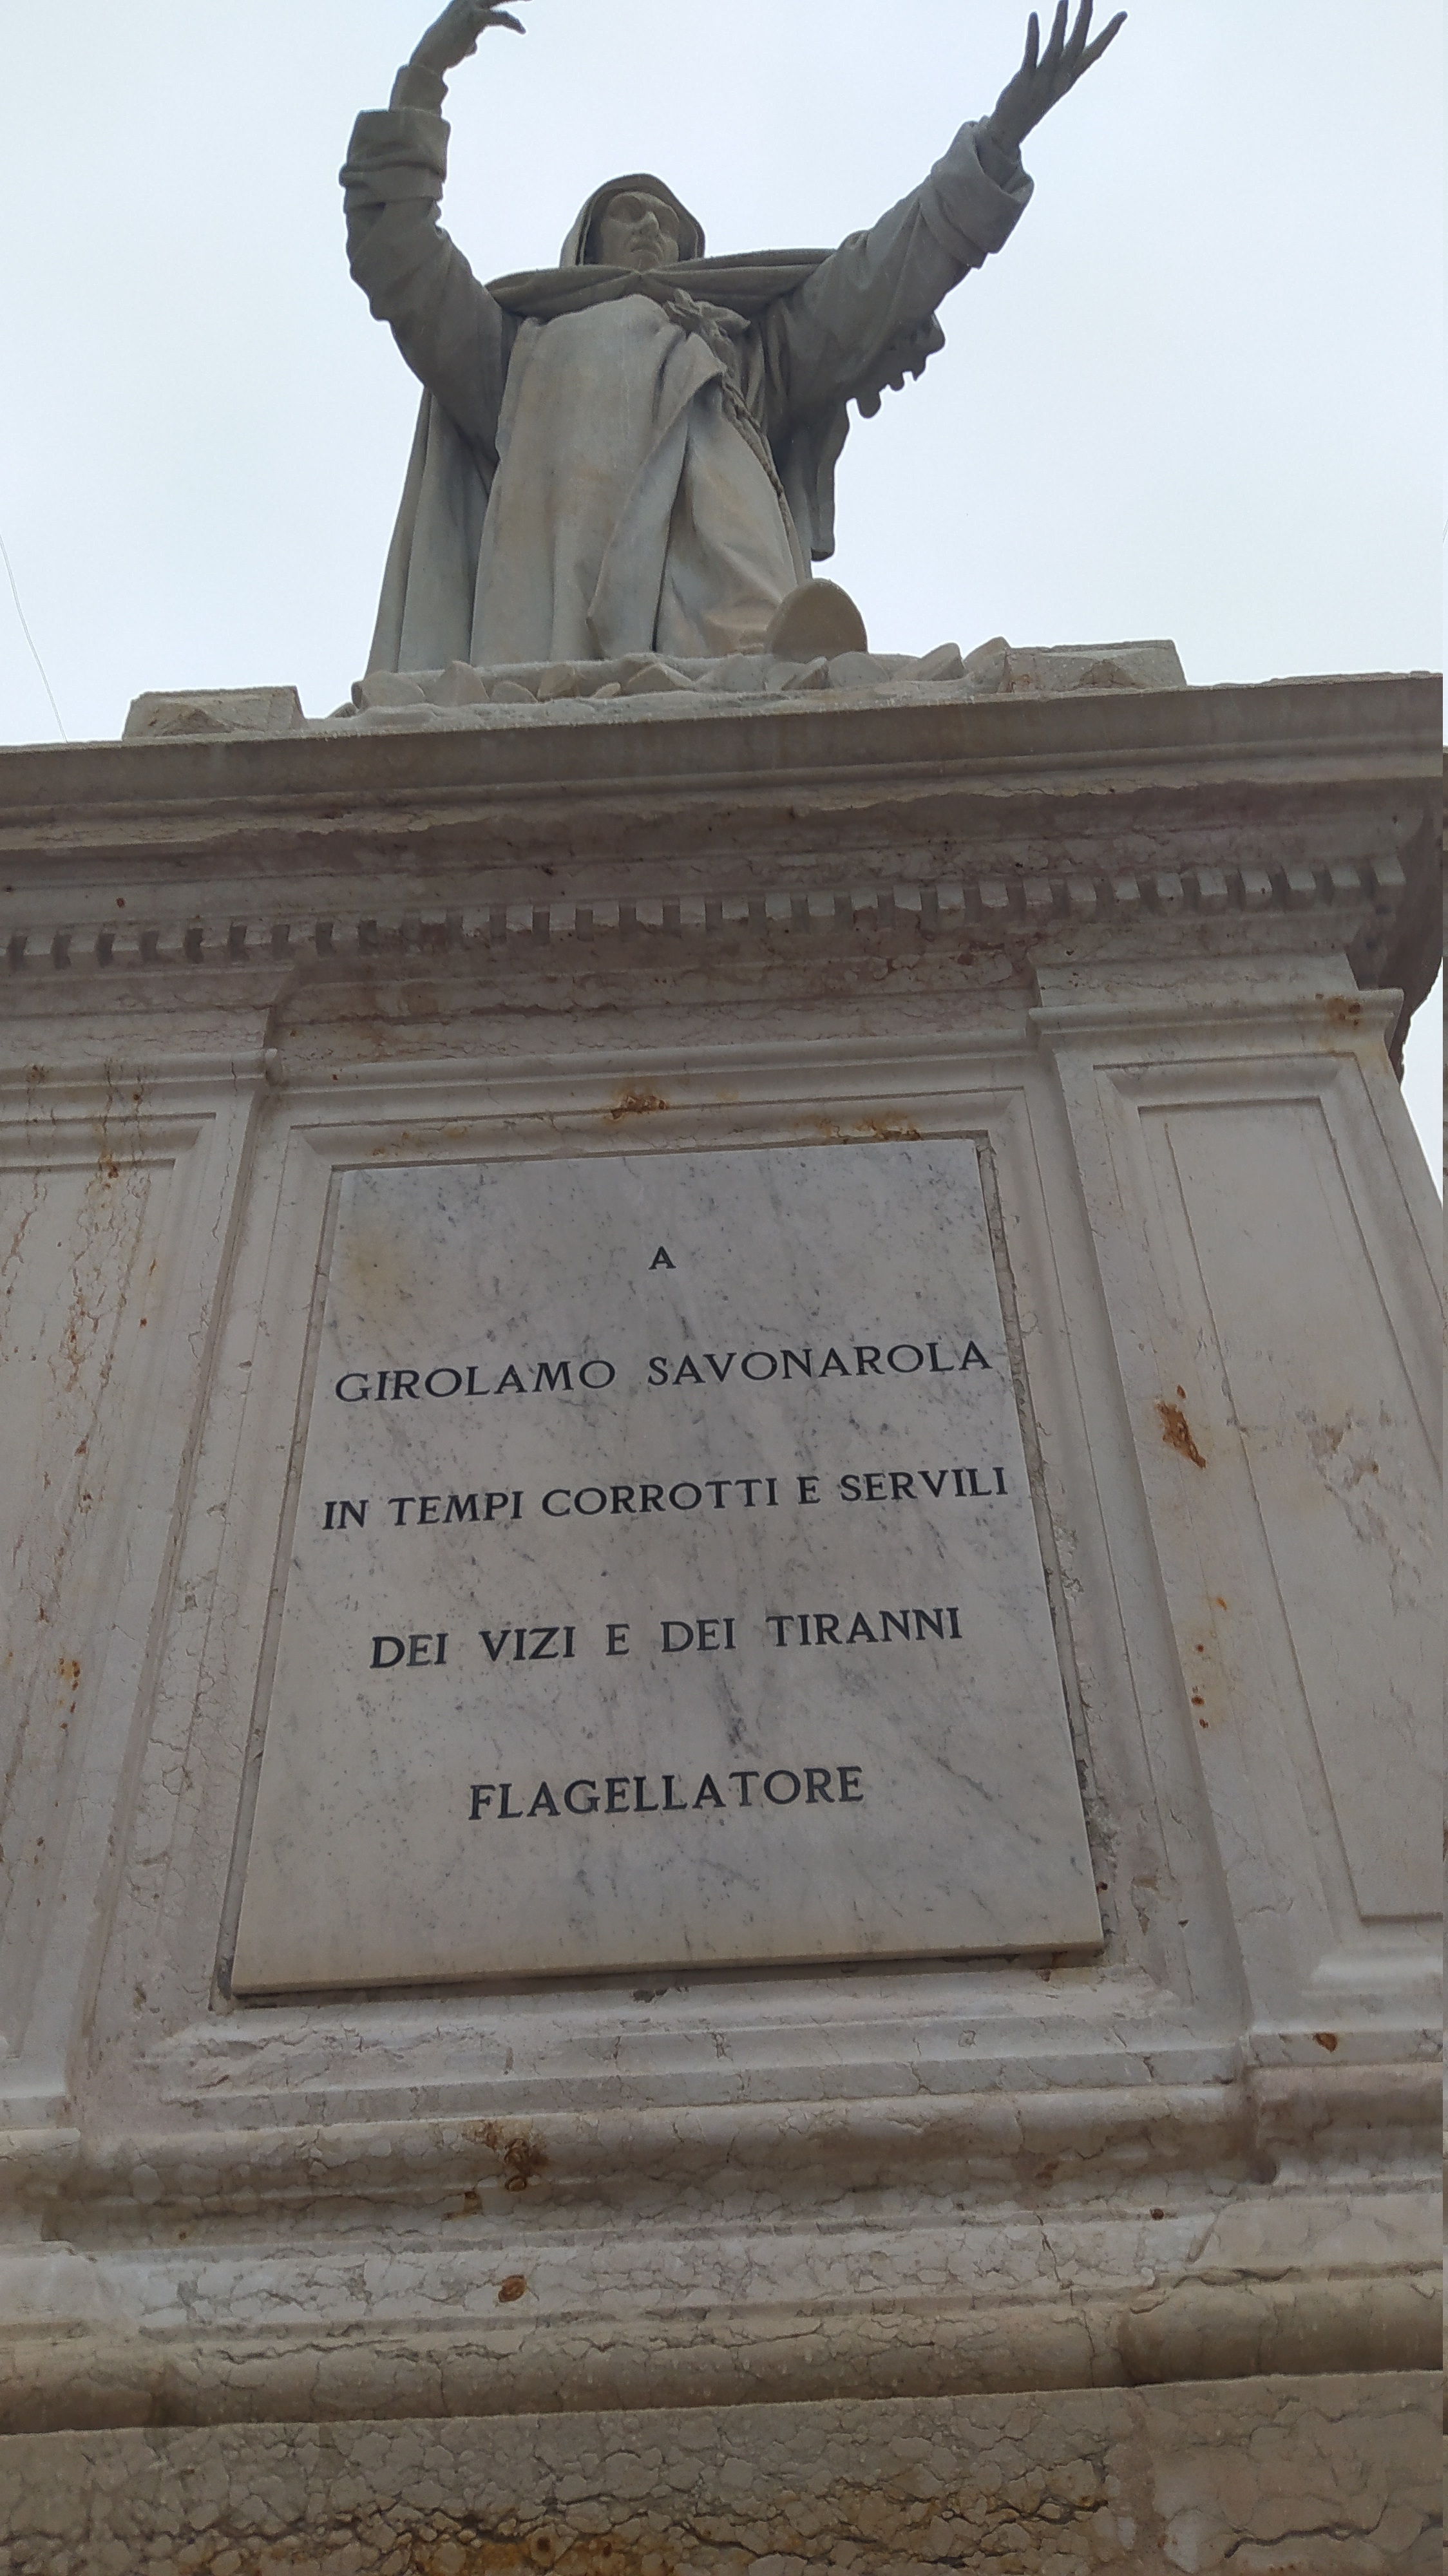 A
GIROLAMO SAVONAROLA
IN TEMPI CORROTTI E SERVILI
DEI VIZI E DEI TIRANNI
FLAGELLATORE